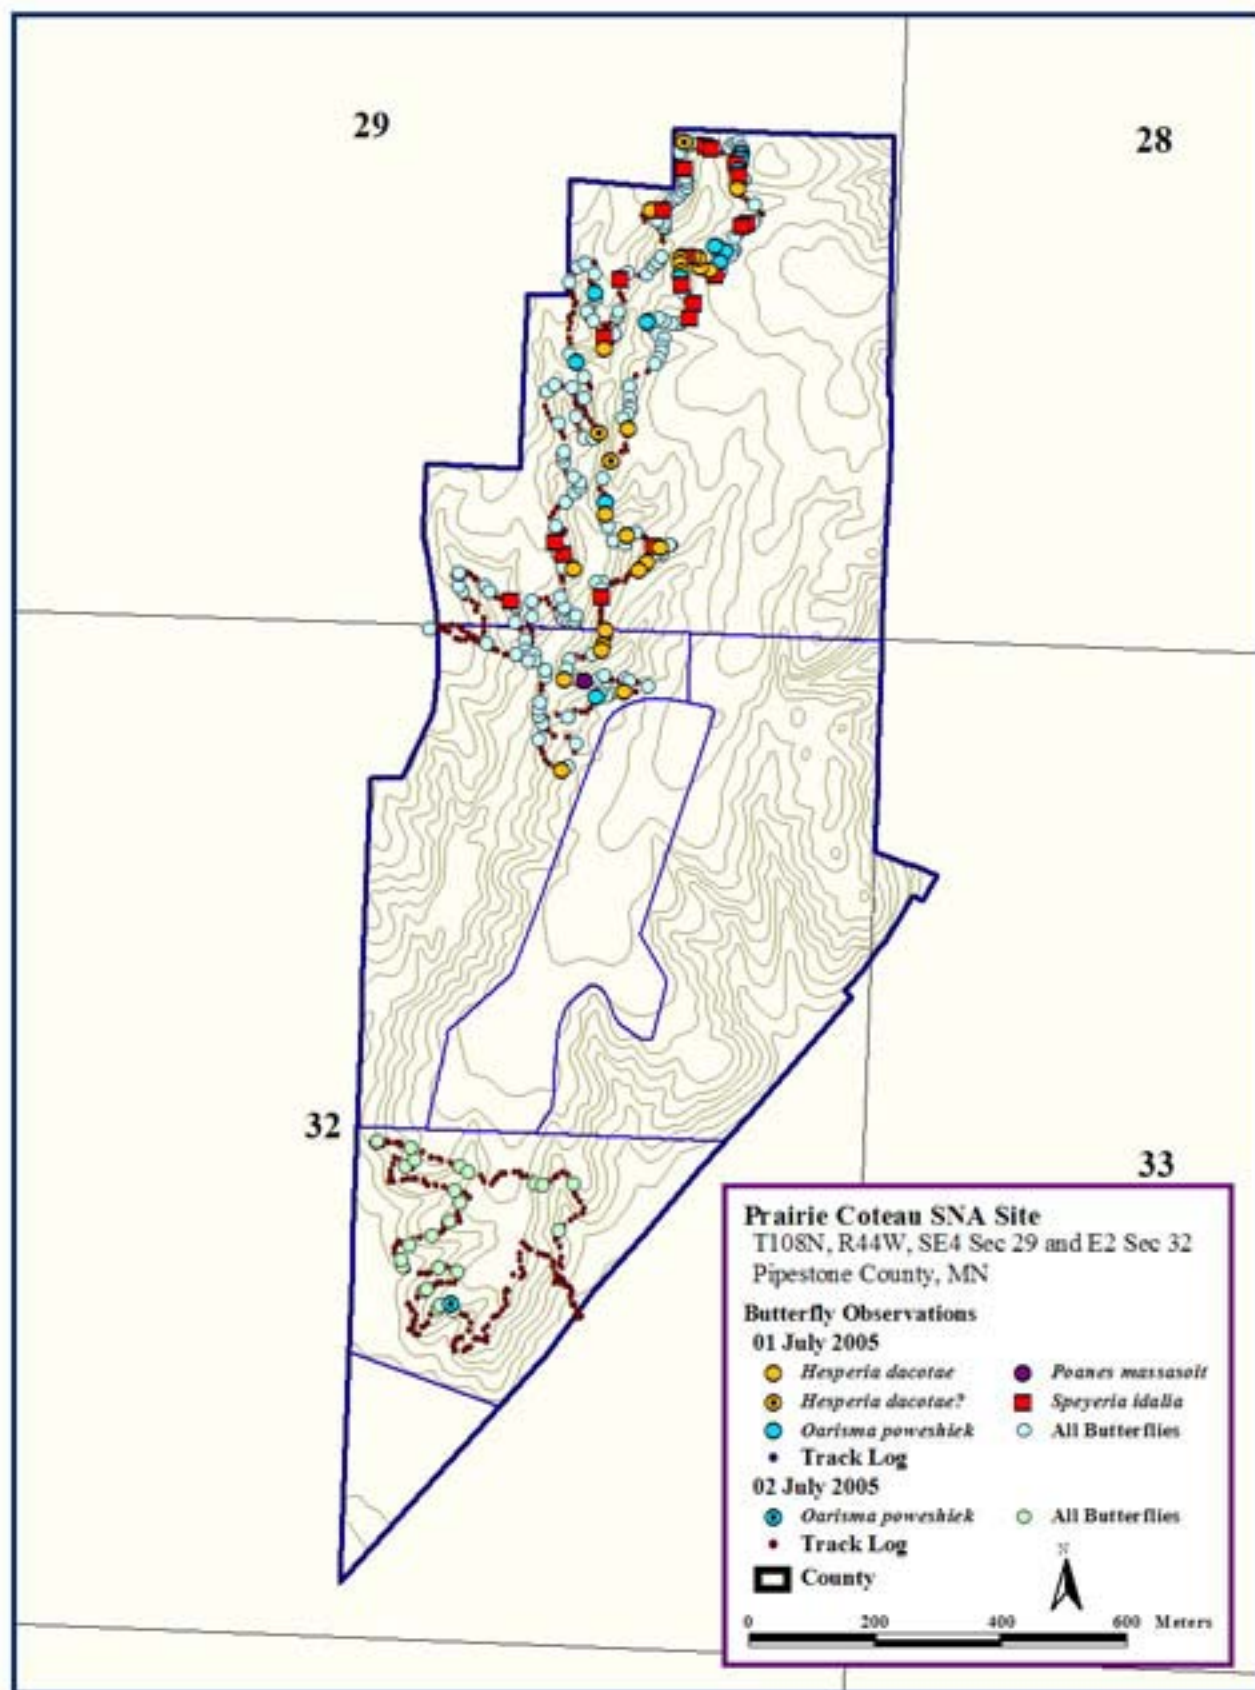 29
28
32
33
Prairie Coteau SNA Site
T108N, R44W, SE4 Sec 29 and E2 Sec 32
Pipestone County, MN
Butterfly Observations
01 July 2005
Hesperia dacotae
Poanes massasoit
Hesperia dacotae?
Speyeria idalia
Oarisma poweshiek
All Butterflies
Track Log
02 July 2005
Oarisma poweshiek
All Butterflies
Track Log
County
N
0 200 400 600 Meters